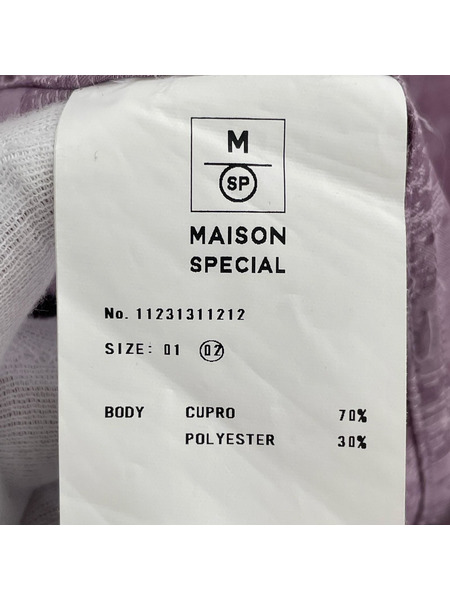 M
SP
MAISON
SPECIAL
No. 11231311212
SIZE: 01 02
BODY CUPRO 70%
POLYESTER 30%